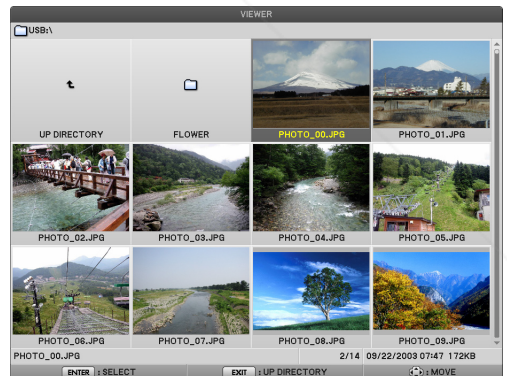 VIEWER
USB:\
UP DIRECTORY
FLOWER
PHOTO_00.JPG
PHOTO_01.JPG
PHOTO_02.JPG
PHOTO_03.JPG
PHOTO_04.JPG
PHOTO_05.JPG
PHOTO_06.JPG
PHOTO_07.JPG
PHOTO_08.JPG
PHOTO_09.JPG
PHOTO_00.JPG 2/14 09/22/2003 07:47 172KB
ENTER : SELECT EXIT : UP DIRECTORY : MOVE